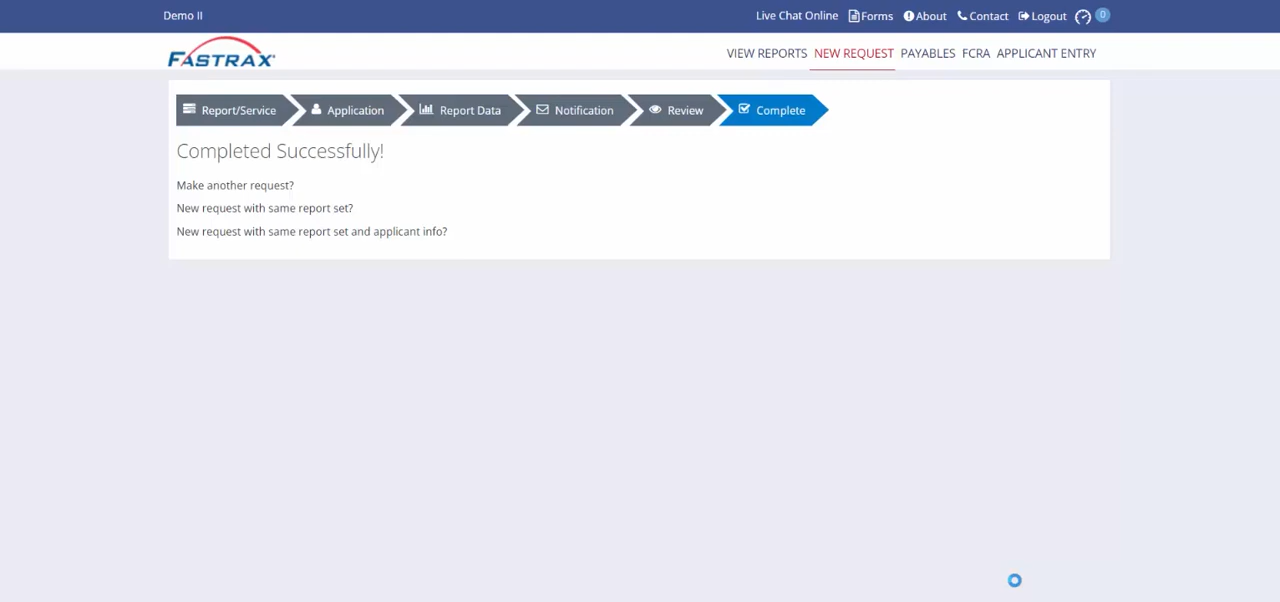 Demo II
Live Chat Online Forms About Contact Logout 0
FASTRAX
VIEW REPORTS NEW REQUEST PAYABLES FCRA APPLICANT ENTRY
Report/Service Application Report Data Notification Review Complete
Completed Successfully!
Make another request?
New request with same report set?
New request with same report set and applicant info?